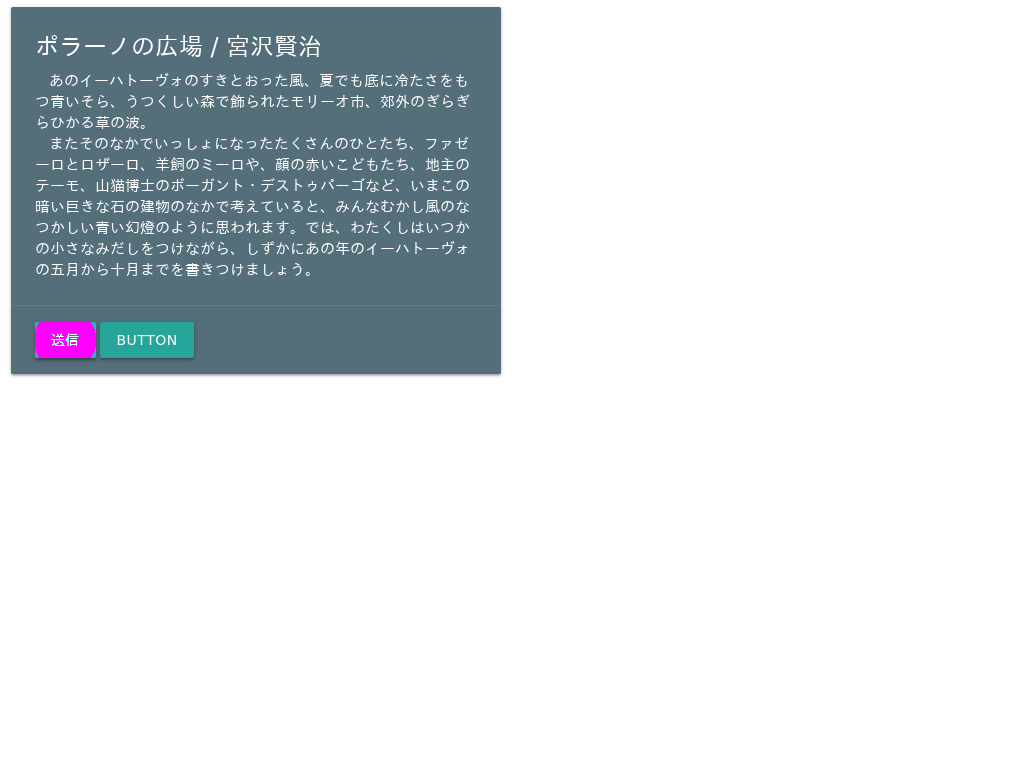 ポラーノの広場 / 宮沢賢治
　あのイーハトーヴォのすきとおった風、夏でも底に冷たさをも
つ青いそら、うつくしい森で飾られたモリーオ市、郊外のぎらぎ
らひかる草の波。
　またそのなかでいっしょになったたくさんのひとたち、ファゼ
ーロとロザーロ、羊飼のミーロや、顔の赤いこどもたち、地主の
テーモ、山猫博士のボーガント・デストゥパーゴなど、いまこの
暗い巨きな石の建物のなかで考えていると、みんなむかし風のな
つかしい青い幻燈のように思われます。では、わたくしはいつか
の小さなみだしをつけながら、しずかにあの年のイーハトーヴォ
の五月から十月までを書きつけましょう。
送信 BUTTON